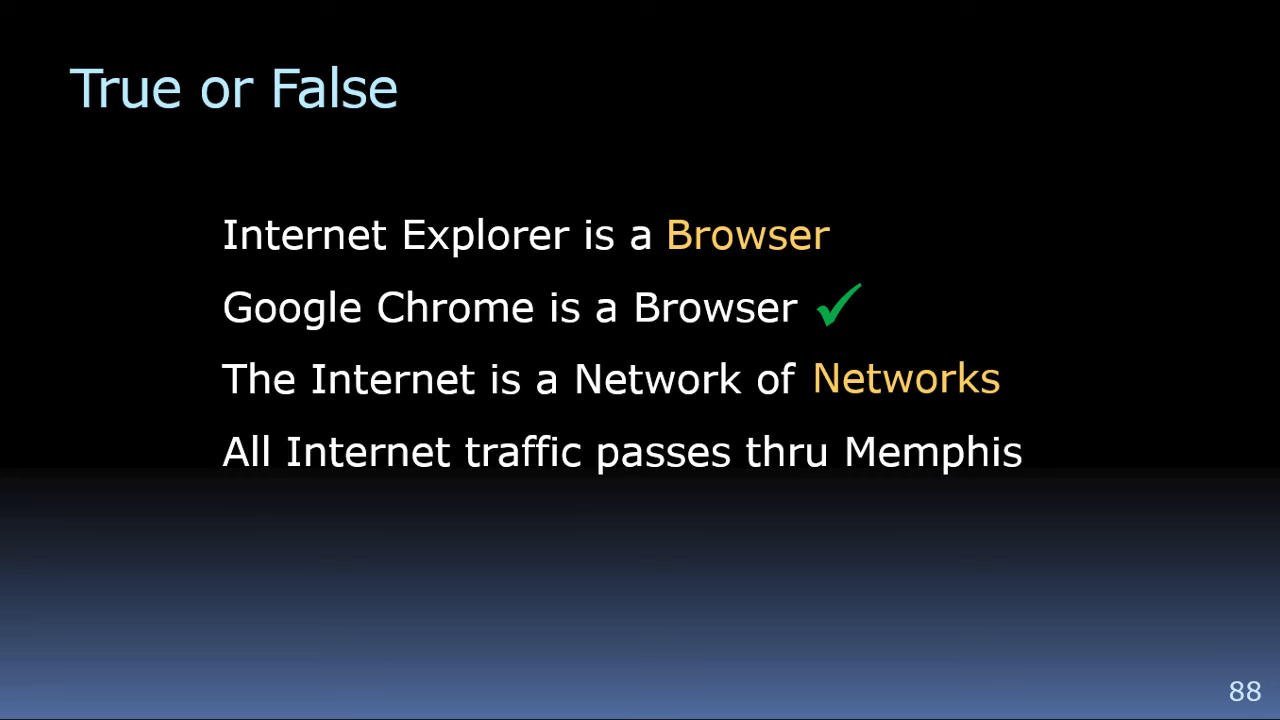 True or False
Internet Explorer is a Browser
Google Chrome is a Browser ✓
The Internet is a Network of Networks
All Internet traffic passes thru Memphis
88